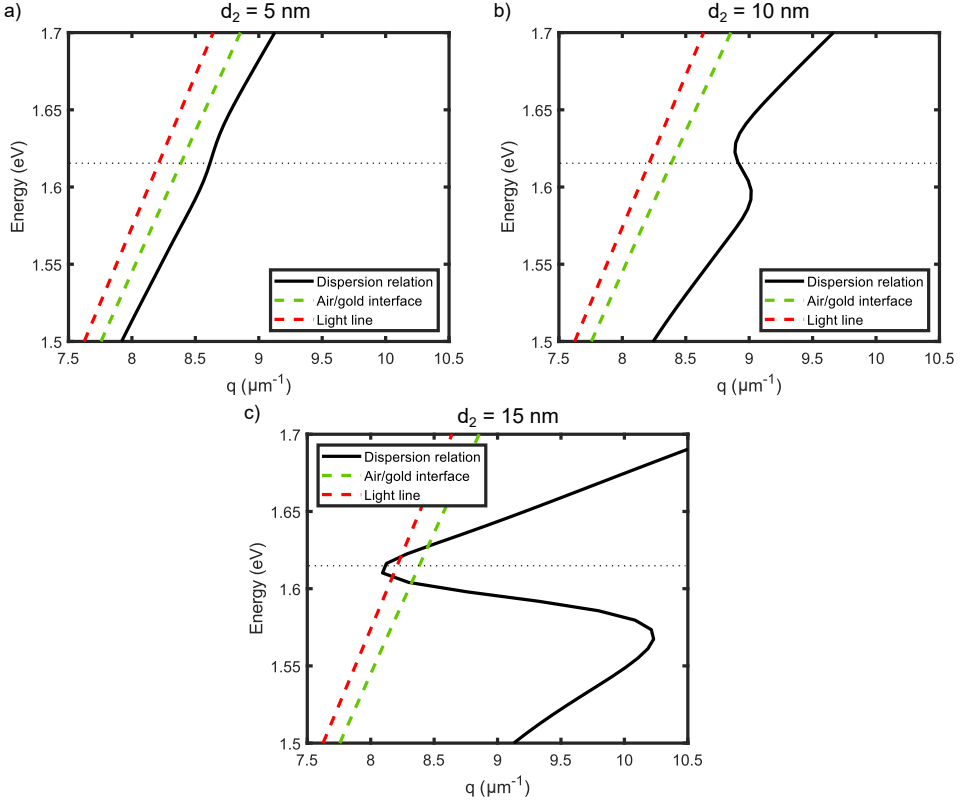 a)
d₂ = 5 nm
1.7
1.65
1.6
1.55
1.5
Energy (eV)
Dispersion relation
Air/gold interface
Light line
7.5 8 8.5 9 9.5 10 10.5
q (μm⁻¹)
b)
d₂ = 10 nm
1.7
1.65
1.6
1.55
1.5
Energy (eV)
Dispersion relation
Air/gold interface
Light line
7.5 8 8.5 9 9.5 10 10.5
q (μm⁻¹)
c)
d₂ = 15 nm
1.7
1.65
1.6
1.55
1.5
Energy (eV)
Dispersion relation
Air/gold interface
Light line
7.5 8 8.5 9 9.5 10 10.5
q (μm⁻¹)